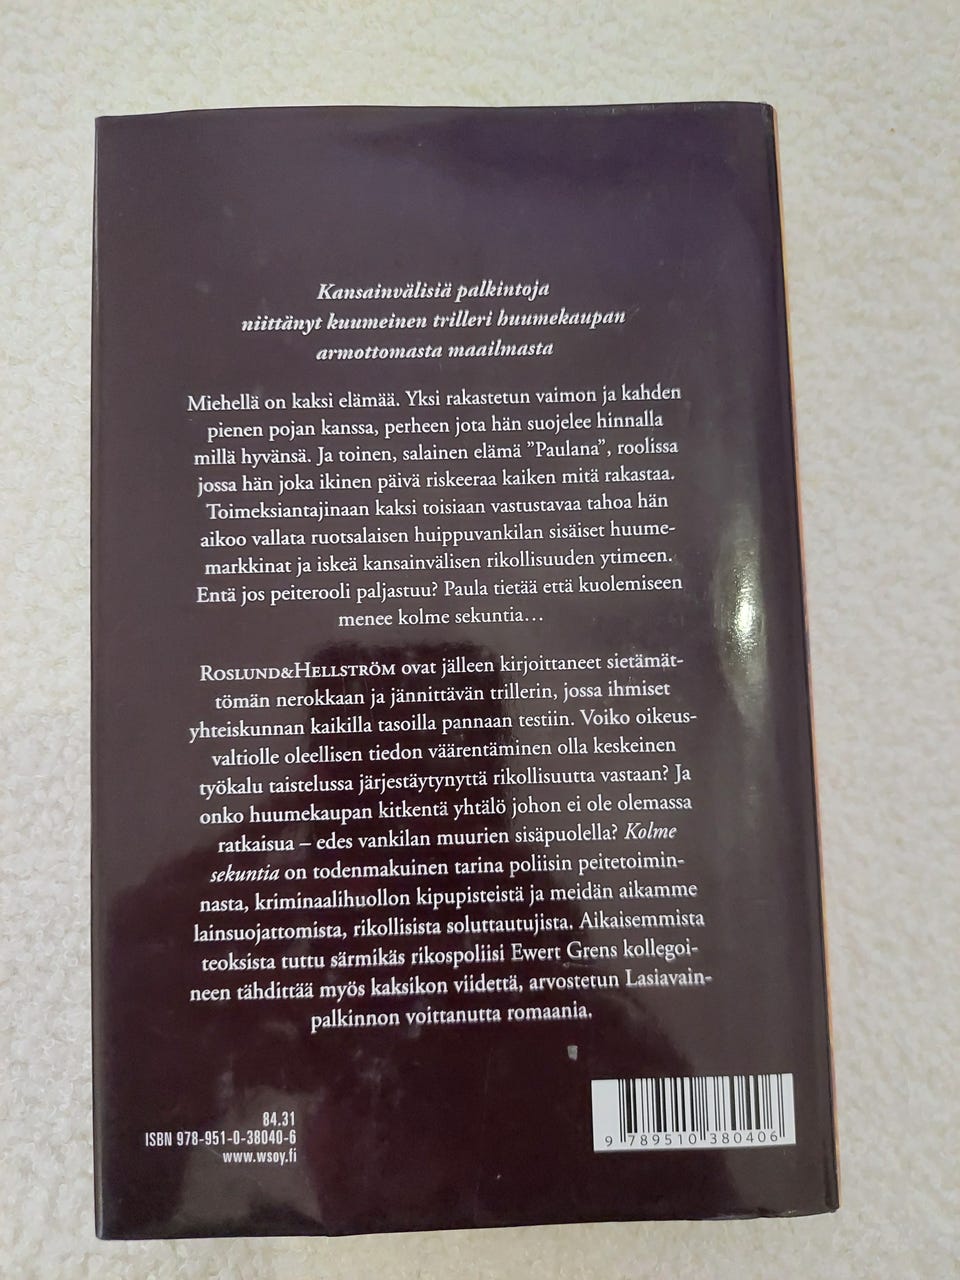 Kansainvälisiä palkintoja
niittänyt kuumeinen trilleri huumekaupan
armottomasta maailmasta
Miehellä on kaksi elämää. Yksi rakastetun vaimon ja kahden
pienen pojan kanssa, perheen jota hän suojelee hinnalla
millä hyvänsä. Ja toinen, salainen elämä ”Paulana”, roolissa
jossa hän joka ikinen päivä riskeeraa kaiken mitä rakastaa.
Toimeksiantajinaan kaksi toisiaan vastustavaa tahoa hän
aikoo vallata ruotsalaisen huippuvankilan sisäiset huume-
markkinat ja iskeä kansainvälisen rikollisuuden ytimeen.
Entä jos peiterooli paljastuu? Paula tietää että kuolemiseen
menee kolme sekuntia...
ROSLUND&HELLSTRÖM ovat jälleen kirjoittaneet sietämät-
tömän nerokkaan ja jännittävän trillerin, jossa ihmiset
yhteiskunnan kaikilla tasoilla pannaan testiin. Voiko oikeus-
valtiolle oleellisen tiedon väärentäminen olla keskeinen
työkalu taistelussa järjestäytynyttä rikollisuutta vastaan? Ja
onko huumekaupan kitkentä yhtälö johon ei ole olemassa
ratkaisua – edes vankilan muurien sisäpuolella? Kolme
sekuntia on todenmakuinen tarina poliisin peitetoimin-
nasta, kriminaalihuollon kipupisteistä ja meidän aikamme
lainsuojattomista, rikollisista soluttautujista. Aikaisemmista
teoksista tuttu särmikäs rikospoliisi Ewert Grens kollegoi-
neen tähdittää myös kaksikon viidettä, arvostetun Lasiavain-
palkinnon voittanutta romaania.
84.31
ISBN 978-951-0-38040-6
www.wsoy.fi
9 789510 380406